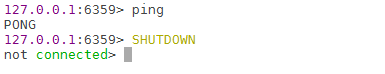 127.0.0.1:6359> ping
PONG
127.0.0.1:6359> SHUTDOWN
not connected>